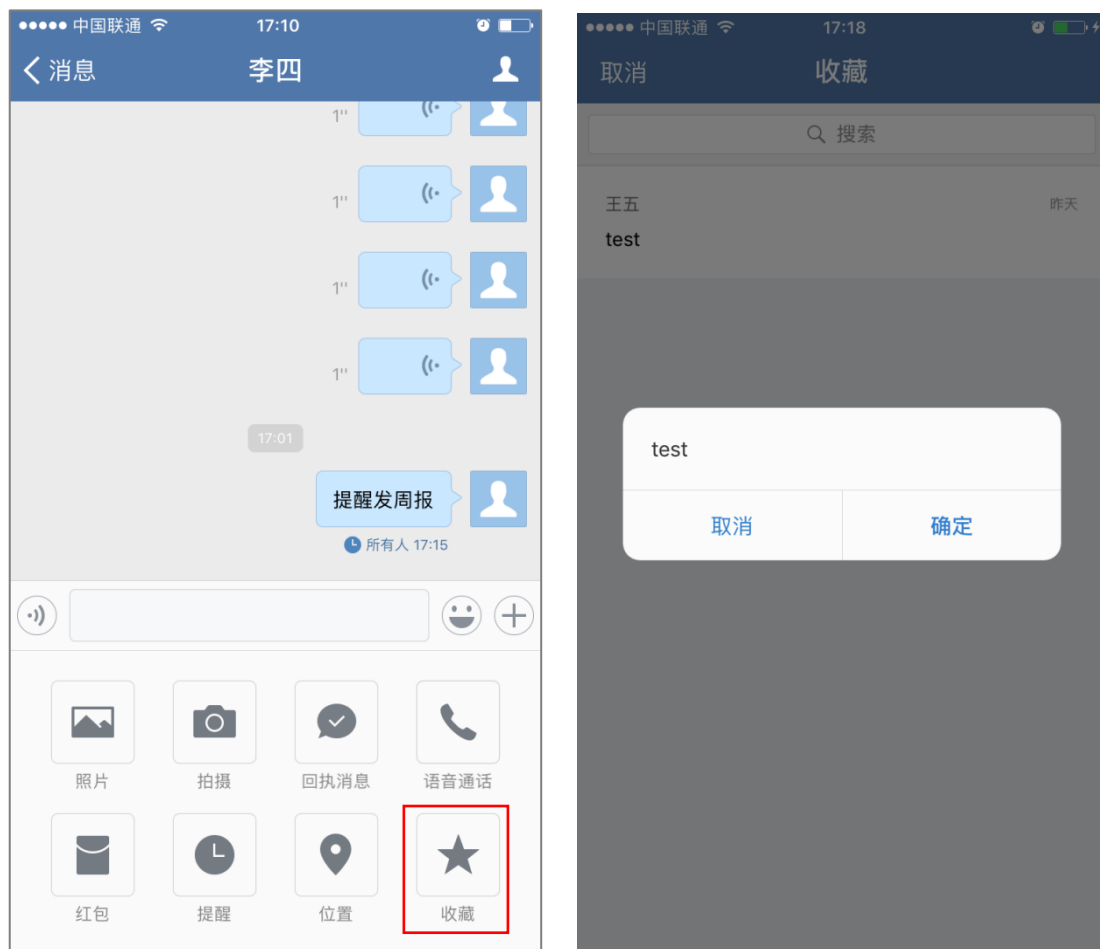 中国联通 17:10
消息 李四
1''
1''
1''
1''
17:01
提醒发周报
所有人 17:15
照片 拍摄 回执消息 语音通话
红包 提醒 位置 收藏
中国联通 17:18
取消 收藏
搜索
王五 昨天
test
test
取消 确定